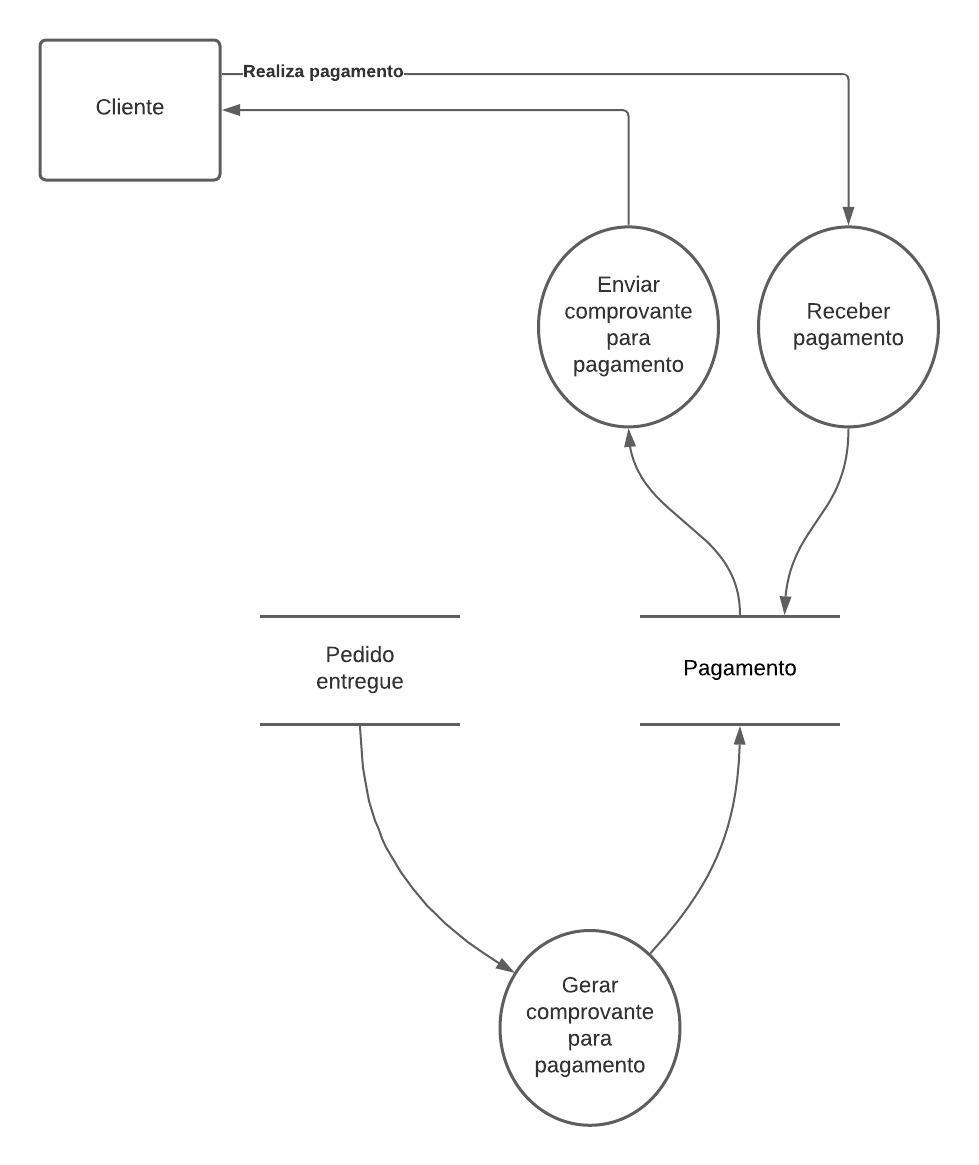 Realiza pagamento
Cliente
Enviar
comprovante
para
pagamento
Receber
pagamento
Pedido
entregue
Pagamento
Gerar
comprovante
para
pagamento